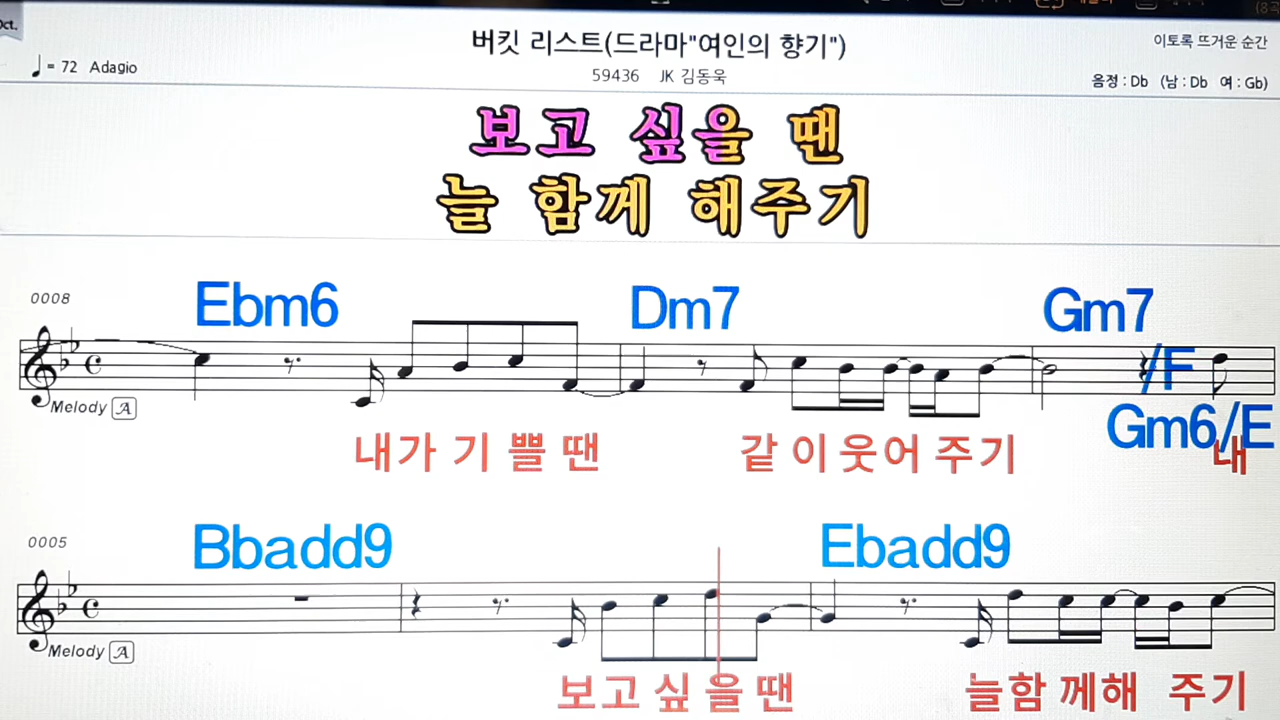 Oct.
버킷 리스트(드라마"여인의 향기")
이토록 뜨거운 순간
= 72 Adagio
59436 JK 김동욱
음정 : Db (남 : Db 여 : Gb)
보고 싶을 땐
늘 함께 해주기
0008
Ebm6 Dm7 Gm7
/F
Melody A
Gm6/E
내가 기 쁠 땐 같 이 웃어 주기 내
0005
Bbadd9 Ebadd9
Melody A
보고 싶 을 땐 늘함 께해 주기